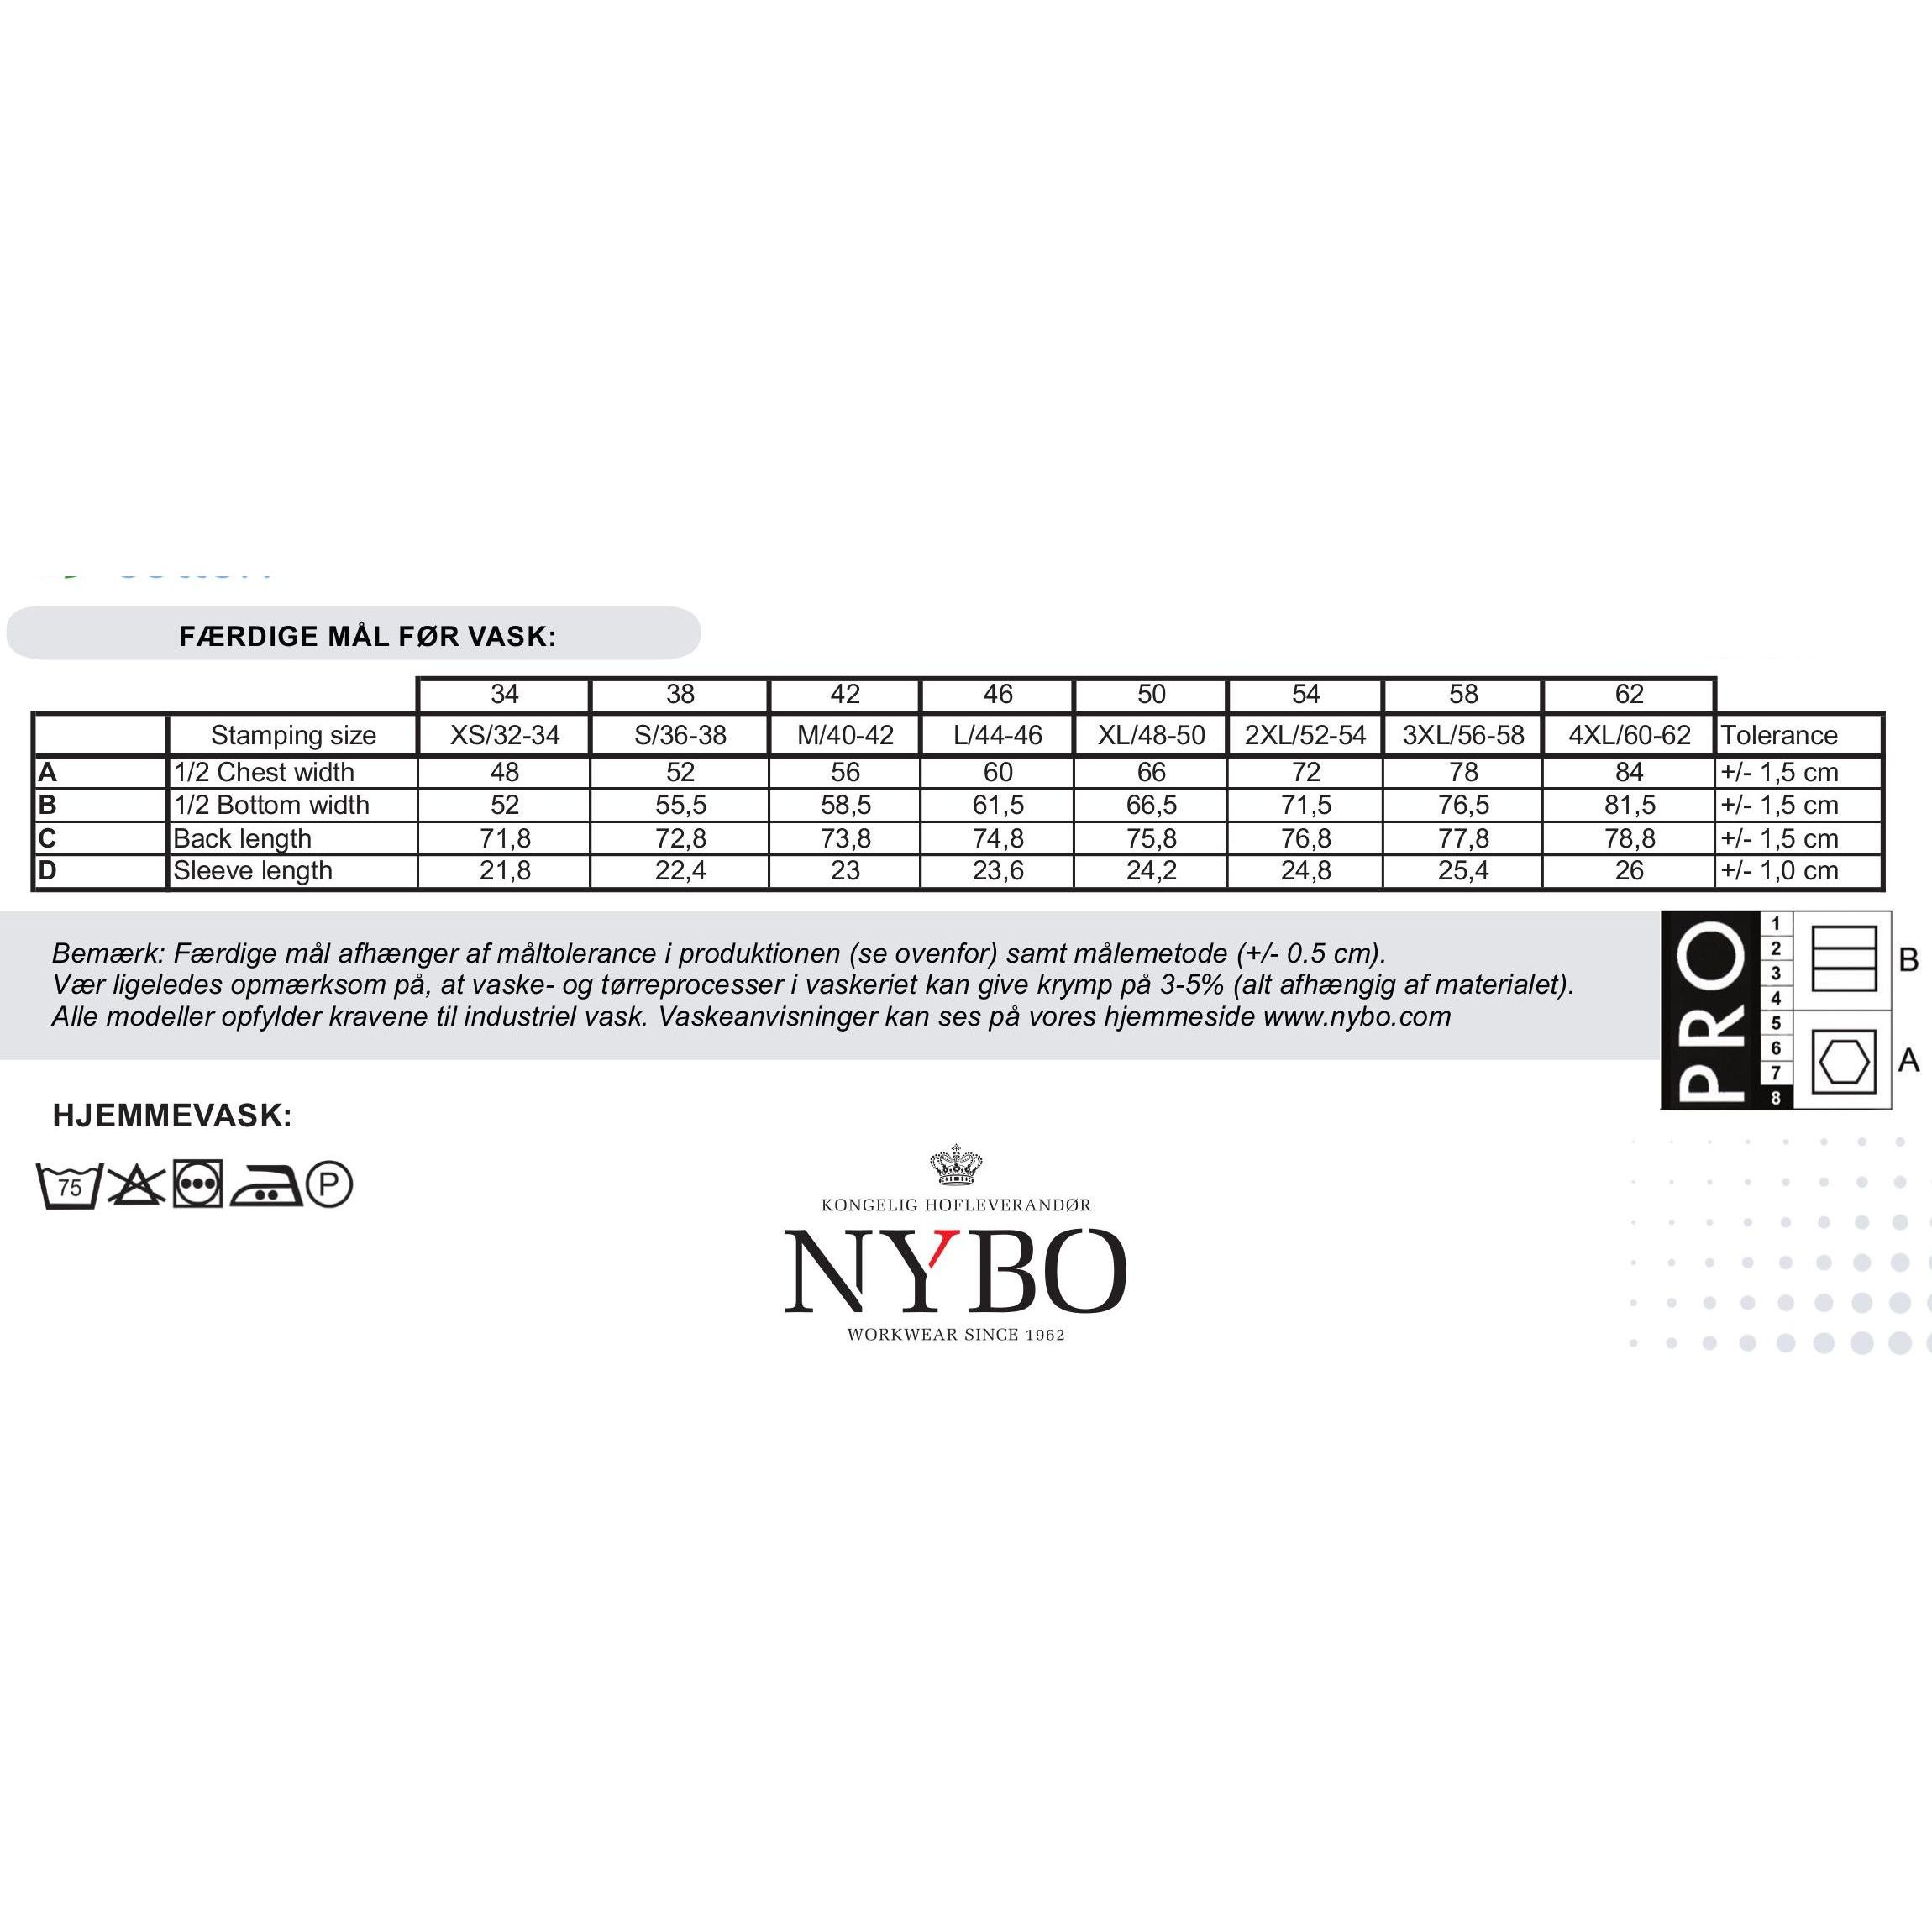 FÆRDIGE MÅL FØR VASK:
34 38 42 46 50 54 58 62
Stamping size XS/32-34 S/36-38 M/40-42 L/44-46 XL/48-50 2XL/52-54 3XL/56-58 4XL/60-62 Tolerance
A 1/2 Chest width 48 52 56 60 66 72 78 84 +/- 1,5 cm
B 1/2 Bottom width 52 55,5 58,5 61,5 66,5 71,5 76,5 81,5 +/- 1,5 cm
C Back length 71,8 72,8 73,8 74,8 75,8 76,8 77,8 78,8 +/- 1,5 cm
D Sleeve length 21,8 22,4 23 23,6 24,2 24,8 25,4 26 +/- 1,0 cm
Bemærk: Færdige mål afhænger af måltolerance i produktionen (se ovenfor) samt målemetode (+/- 0.5 cm).
Vær ligeledes opmærksom på, at vaske- og tørreprocesser i vaskeriet kan give krymp på 3-5% (alt afhængig af materialet).
Alle modeller opfylder kravene til industriel vask. Vaskeanvisninger kan ses på vores hjemmeside www.nybo.com
PRO
1
2
3
4
5
6
7
8
B
A
HJEMMEVASK:
75
P
KONGELIG HOFLEVERANDØR
NYBO
WORKWEAR SINCE 1962